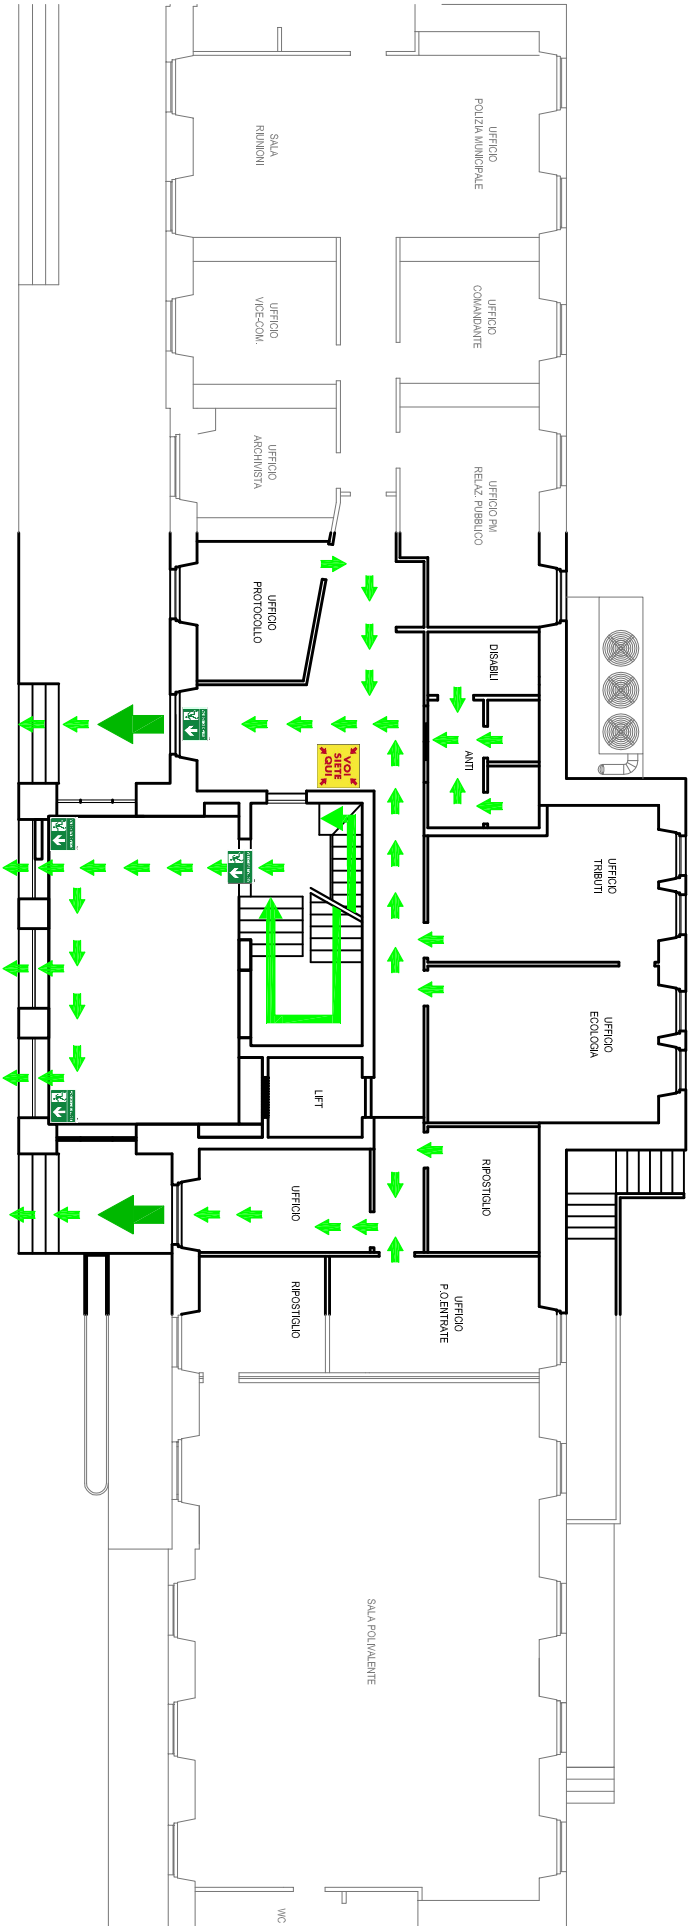 UFFICIO
POLIZIA MUNICIPALE
SALA
RIUNIONI
UFFICIO
COMANDANTE
UFFICIO
VICE-COM.
UFFICIO PM
RELAZ. PUBBLICO
UFFICIO
ARCHIVISTA
UFFICIO
PROTOCOLLO
DISABILI
ANTI
VOI
SIETE
QUI
UFFICIO
TRIBUTI
UFFICIO
ECOLOGIA
LIFT
RIPOSTIGLIO
UFFICIO
UFFICIO
P.O.ENTRATE
RIPOSTIGLIO
SALA POLIVALENTE
WC